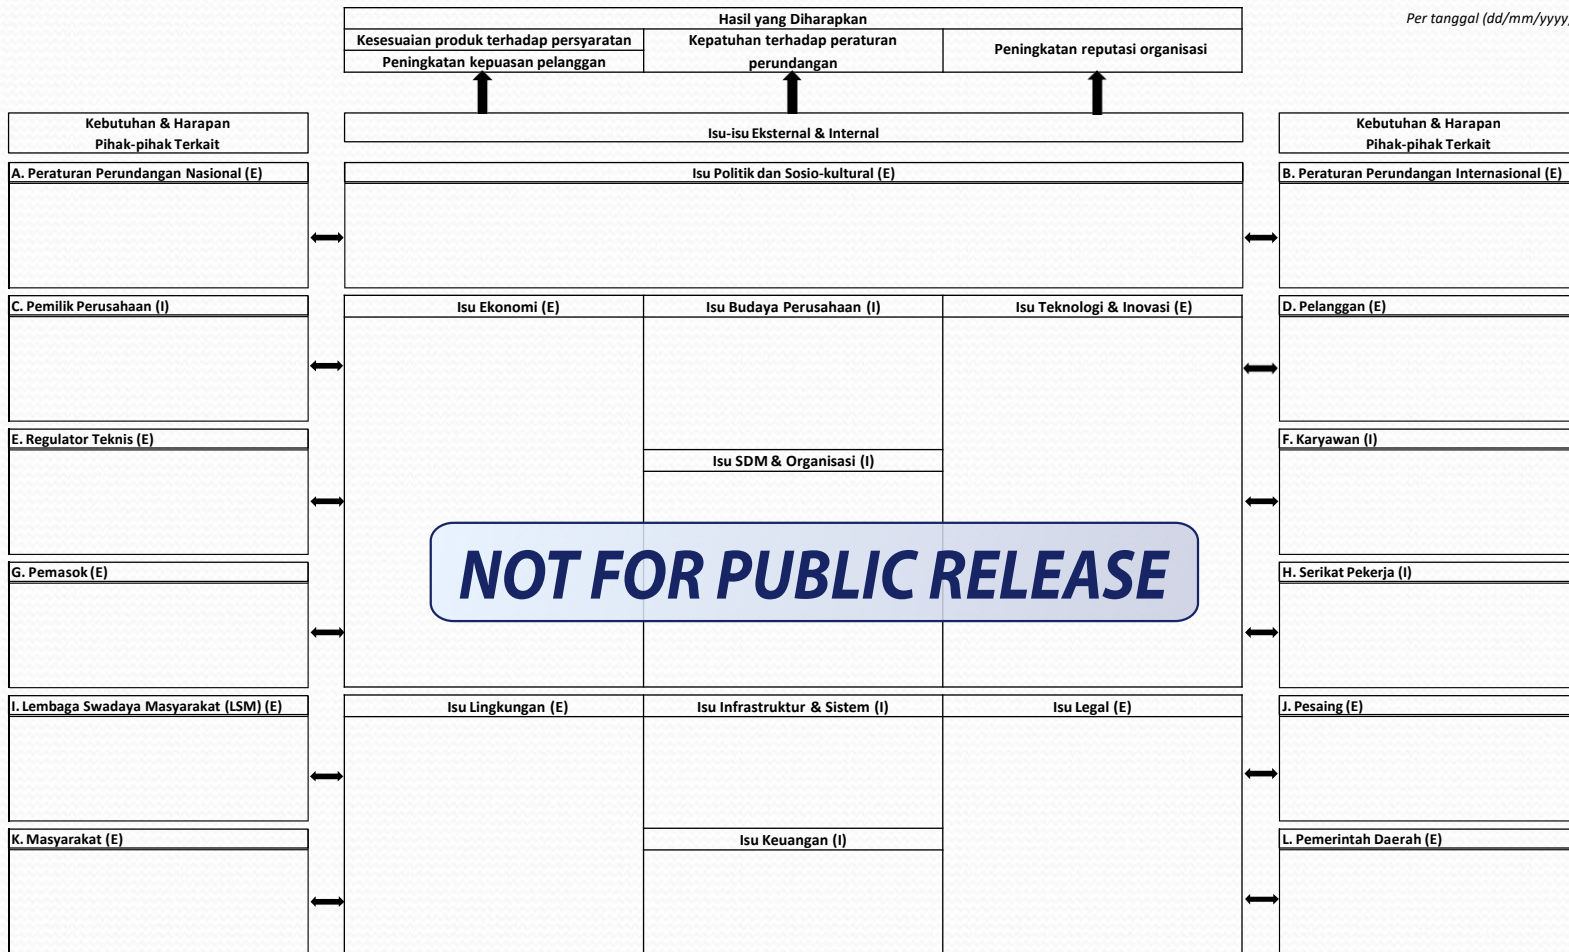 Hasil yang Diharapkan
Per tanggal (dd/mm/yyyy
Kesesuaian produk terhadap persyaratan
Peningkatan kepuasan pelanggan
Kepatuhan terhadap peraturan
perundangan
Peningkatan reputasi organisasi
Kebutuhan & Harapan
Pihak-pihak Terkait
Isu-isu Eksternal & Internal
Kebutuhan & Harapan
Pihak-pihak Terkait
A. Peraturan Perundangan Nasional (E)
Isu Politik dan Sosio-kultural (E)
B. Peraturan Perundangan Internasional (E)
C. Pemilik Perusahaan (I)
Isu Ekonomi (E)
Isu Budaya Perusahaan (I)
Isu Teknologi & Inovasi (E)
D. Pelanggan (E)
E. Regulator Teknis (E)
F. Karyawan (I)
Isu SDM & Organisasi (I)
NOT FOR PUBLIC RELEASE
G. Pemasok (E)
H. Serikat Pekerja (I)
I. Lembaga Swadaya Masyarakat (LSM) (E)
Isu Lingkungan (E)
Isu Infrastruktur & Sistem (I)
Isu Legal (E)
J. Pesaing (E)
K. Masyarakat (E)
Isu Keuangan (I)
L. Pemerintah Daerah (E)